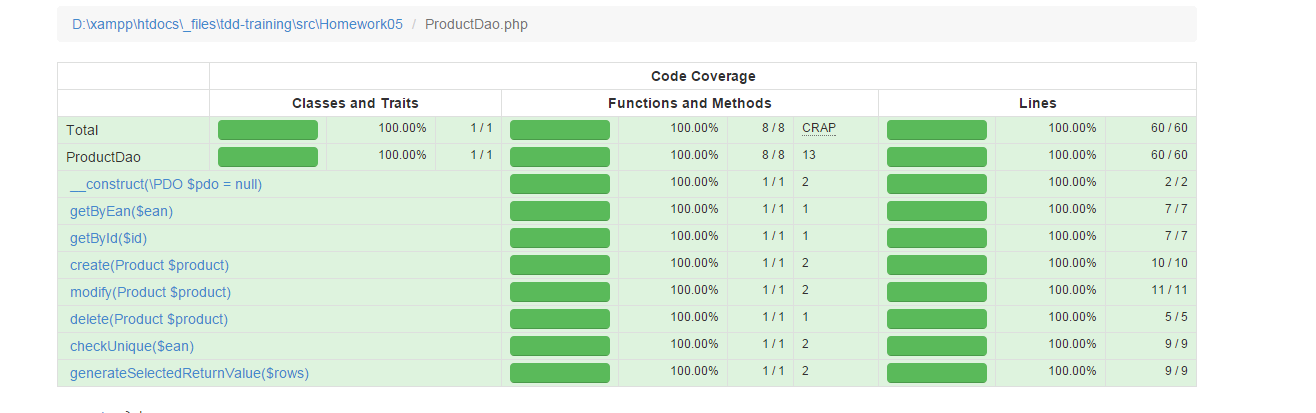 D:\xampp\htdocs\_files\tdd-training\src\Homework05 / ProductDao.php
Code Coverage
Classes and Traits Functions and Methods Lines
Total 100.00% 1 / 1 100.00% 8 / 8 CRAP 100.00% 60 / 60
ProductDao 100.00% 1 / 1 100.00% 8 / 8 13 100.00% 60 / 60
__construct(\PDO $pdo = null) 100.00% 1 / 1 2 100.00% 2 / 2
getByEan($ean) 100.00% 1 / 1 1 100.00% 7 / 7
getById($id) 100.00% 1 / 1 1 100.00% 7 / 7
create(Product $product) 100.00% 1 / 1 2 100.00% 10 / 10
modify(Product $product) 100.00% 1 / 1 2 100.00% 11 / 11
delete(Product $product) 100.00% 1 / 1 1 100.00% 5 / 5
checkUnique($ean) 100.00% 1 / 1 2 100.00% 9 / 9
generateSelectedReturnValue($rows) 100.00% 1 / 1 2 100.00% 9 / 9